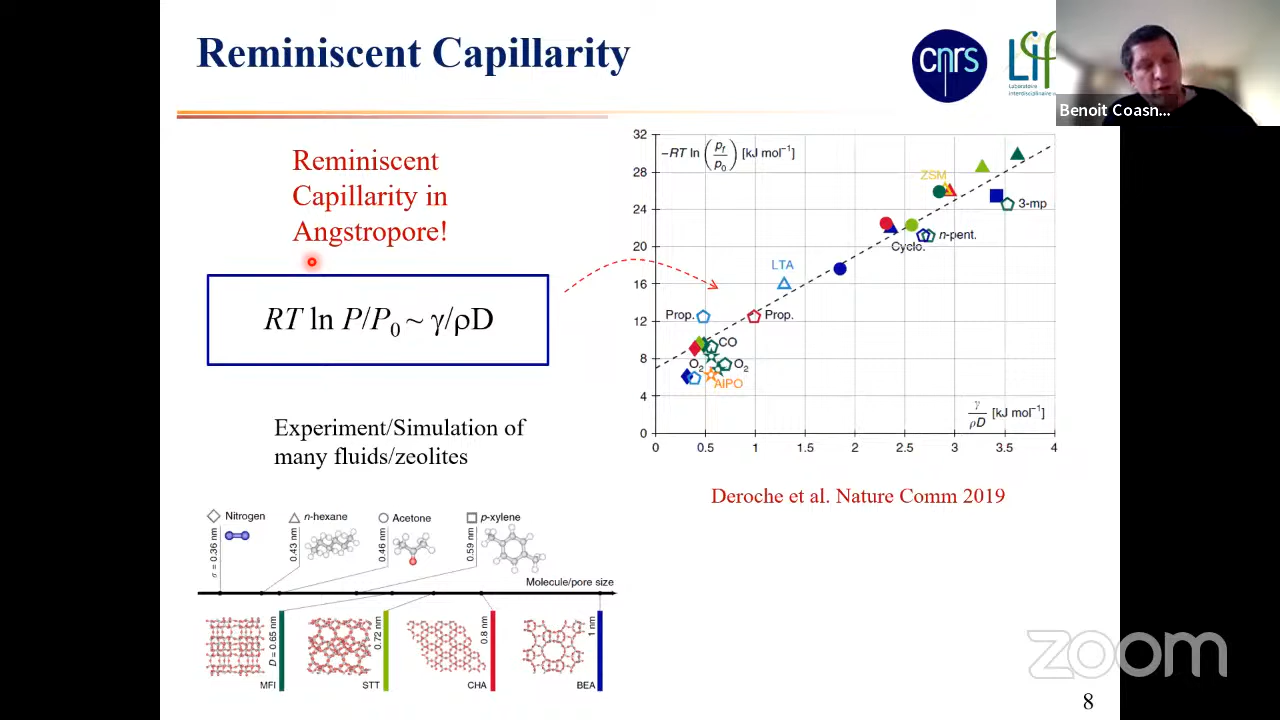 Reminiscent Capillarity
cnrs
Benoit Coasn...
Reminiscent
Capillarity in
Angstropore!
RT ln P/P0 ~ γ/ρD
Experiment/Simulation of
many fluids/zeolites
−RT ln (pf/p0) [kJ mol−1]
32
28
24
20
16
12
8
4
0
ZSM
3-mp
n-pent.
Cyclo.
LTA
Prop.
Prop.
CO
O2
O2
AlPO
γ/ρD [kJ mol−1]
0
0.5
1
1.5
2
2.5
3
3.5
4
Deroche et al. Nature Comm 2019
Nitrogen
n-hexane
Acetone
p-xylene
σ = 0.36 nm
0.43 nm
0.46 nm
0.59 nm
Molecule/pore size
D = 0.65 nm
0.72 nm
0.8 nm
1 nm
MFI
STT
CHA
BEA
zoom
8